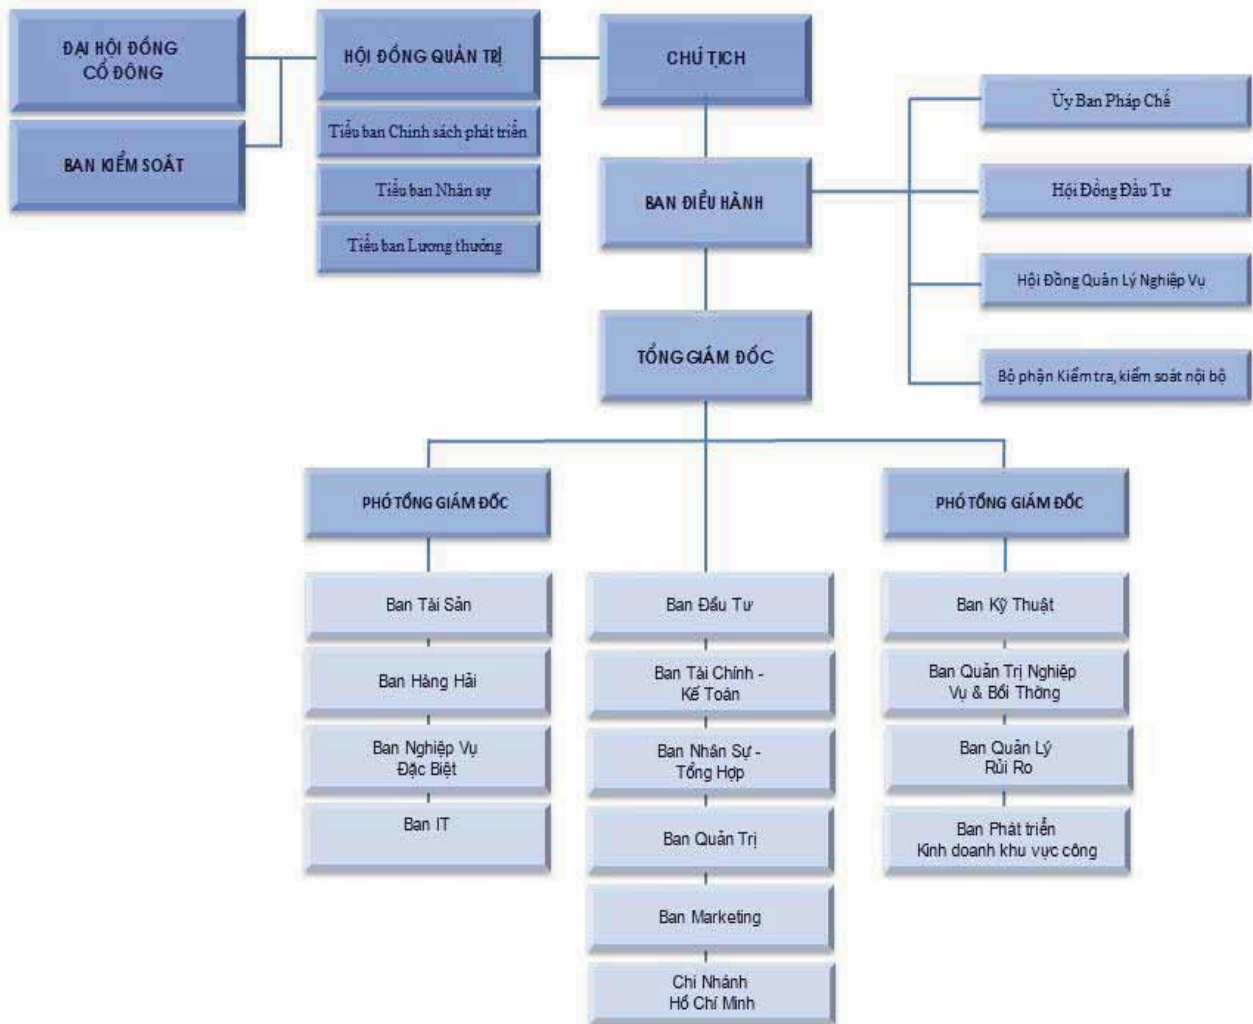 ĐẠI HỘI ĐỒNG
CỔ ĐÔNG
HỘI ĐỒNG QUẢN TRỊ
CHỦ TỊCH
BAN KIỂM SOÁT
Tiểu ban Chính sách phát triển
Tiểu ban Nhân sự
Tiểu ban Lương thưởng
BAN ĐIỀU HÀNH
Ủy Ban Pháp Chế
Hội Đồng Đầu Tư
Hội Đồng Quản Lý Nghiệp Vụ
Bộ phận Kiểm tra, kiểm soát nội bộ
TỔNG GIÁM ĐỐC
PHÓ TỔNG GIÁM ĐỐC
PHÓ TỔNG GIÁM ĐỐC
Ban Tài Sản
Ban Hàng Hải
Ban Nghiệp Vụ
Đặc Biệt
Ban IT
Ban Đầu Tư
Ban Tài Chính -
Kế Toán
Ban Nhân Sự -
Tổng Hợp
Ban Quản Trị
Ban Marketing
Chi Nhánh
Hồ Chí Minh
Ban Kỹ Thuật
Ban Quản Trị Nghiệp
Vụ & Bồi Thường
Ban Quản Lý
Rủi Ro
Ban Phát triển
Kinh doanh khu vực công